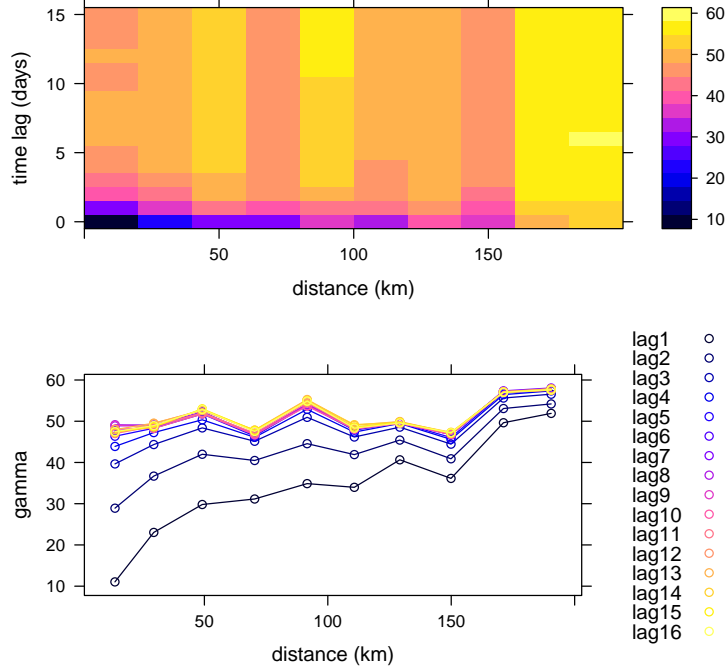 15
10
5
0
time lag (days)
50
100
150
distance (km)
60
50
40
30
20
10
60
50
40
30
20
10
gamma
50
100
150
distance (km)
lag1
lag2
lag3
lag4
lag5
lag6
lag7
lag8
lag9
lag10
lag11
lag12
lag13
lag14
lag15
lag16